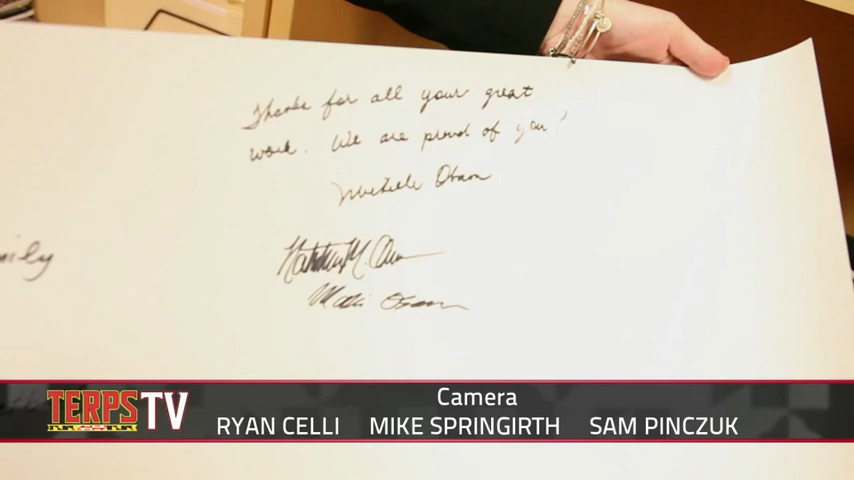 Thanks for all your great
work. We are proud of you!
Michele
mily
TERPS TV
Camera
RYAN CELLI MIKE SPRINGIRTH SAM PINCZUK